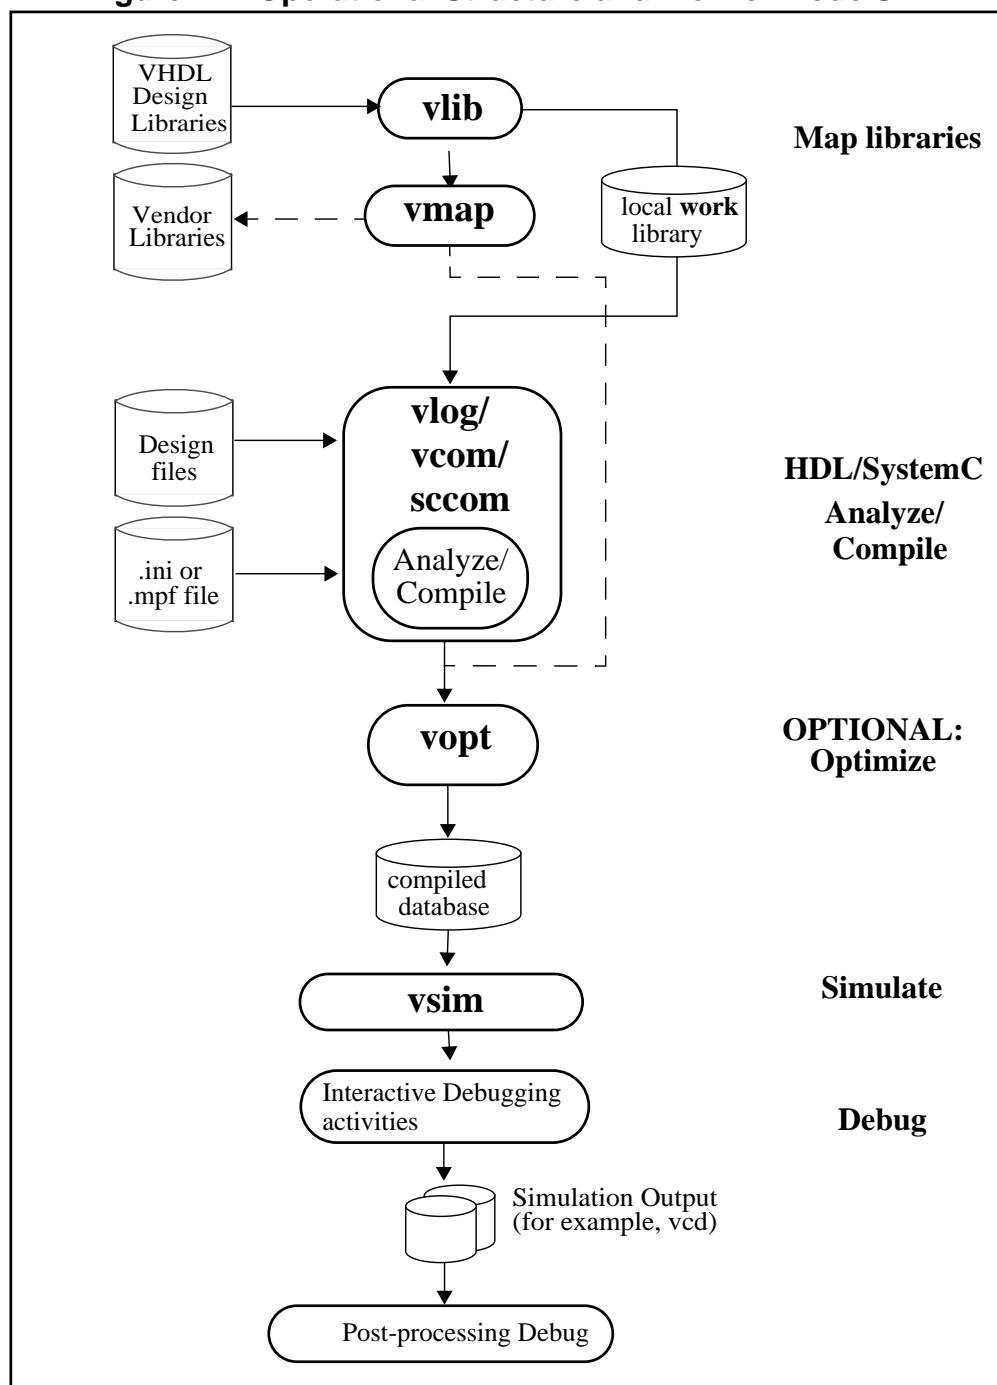 VHDL
Design
Libraries
vlib
Map libraries
Vendor
Libraries
vmap
local work
library
Design
files
vlog/
vcom/
sccom
HDL/SystemC
Analyze/
Compile
.ini or
.mpf file
Analyze/
Compile
vopt
OPTIONAL:
Optimize
compiled
database
vsim
Simulate
Interactive Debugging
activities
Debug
Simulation Output
(for example, vcd)
Post-processing Debug